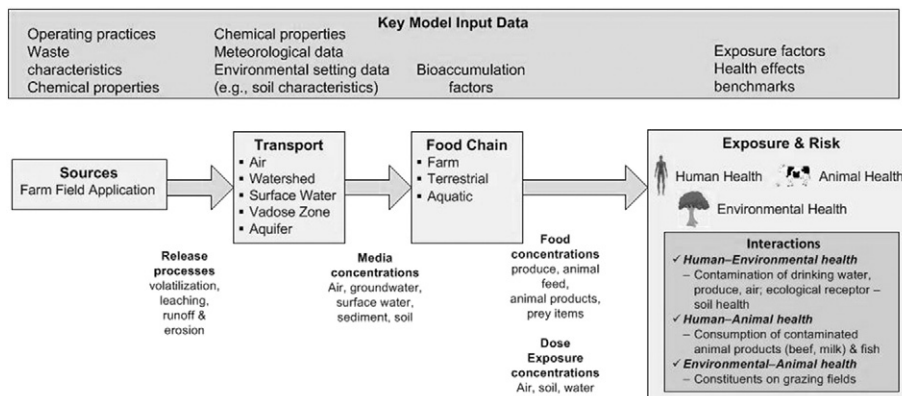 Key Model Input Data
Operating practices
Waste
characteristics
Chemical properties
Chemical properties
Meteorological data
Environmental setting data
(e.g., soil characteristics)
Bioaccumulation
factors
Exposure factors
Health effects
benchmarks
Sources
Farm Field Application
Transport
▪ Air
▪ Watershed
▪ Surface Water
▪ Vadose Zone
▪ Aquifer
Food Chain
▪ Farm
▪ Terrestrial
▪ Aquatic
Release
processes
volatilization,
leaching,
runoff &
erosion
Media
concentrations
Air, groundwater,
surface water,
sediment, soil
Food
concentrations
produce, animal
feed,
animal products,
prey items
Dose
Exposure
concentrations
Air, soil, water
Exposure & Risk
Human Health
Animal Health
Environmental Health
Interactions
✓ Human–Environmental health
– Contamination of drinking water,
produce, air; ecological receptor –
soil health
✓ Human–Animal health
– Consumption of contaminated
animal products (beef, milk) & fish
✓ Environmental–Animal health
– Constituents on grazing fields